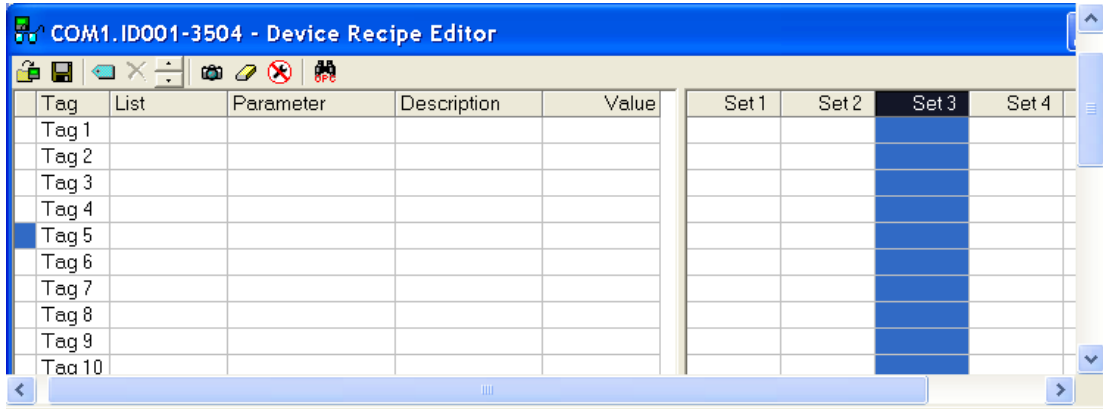 COM1.ID001-3504 - Device Recipe Editor
OPC
Tag List Parameter Description Value Set 1 Set 2 Set 3 Set 4
Tag 1
Tag 2
Tag 3
Tag 4
Tag 5
Tag 6
Tag 7
Tag 8
Tag 9
Tag 10